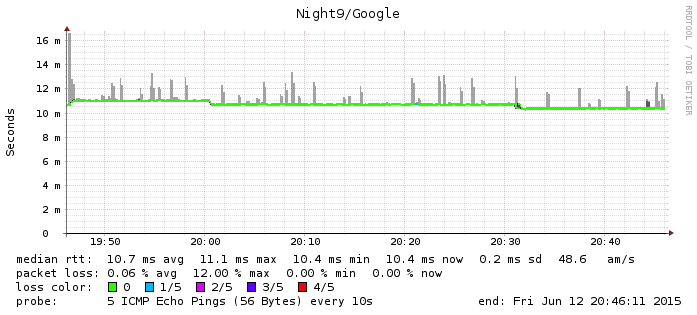 Night9/Google
RRDTOOL / TOBI OETIKER
Seconds
16 m
14 m
12 m
10 m
8 m
6 m
4 m
2 m
0
19:50 20:00 20:10 20:20 20:30 20:40
median rtt: 10.7 ms avg 11.1 ms max 10.4 ms min 10.4 ms now 0.2 ms sd 48.6 am/s
packet loss: 0.06 % avg 12.00 % max 0.00 % min 0.00 % now
loss color: 0 1/5 2/5 3/5 4/5
probe: 5 ICMP Echo Pings (56 Bytes) every 10s end: Fri Jun 12 20:46:11 2015